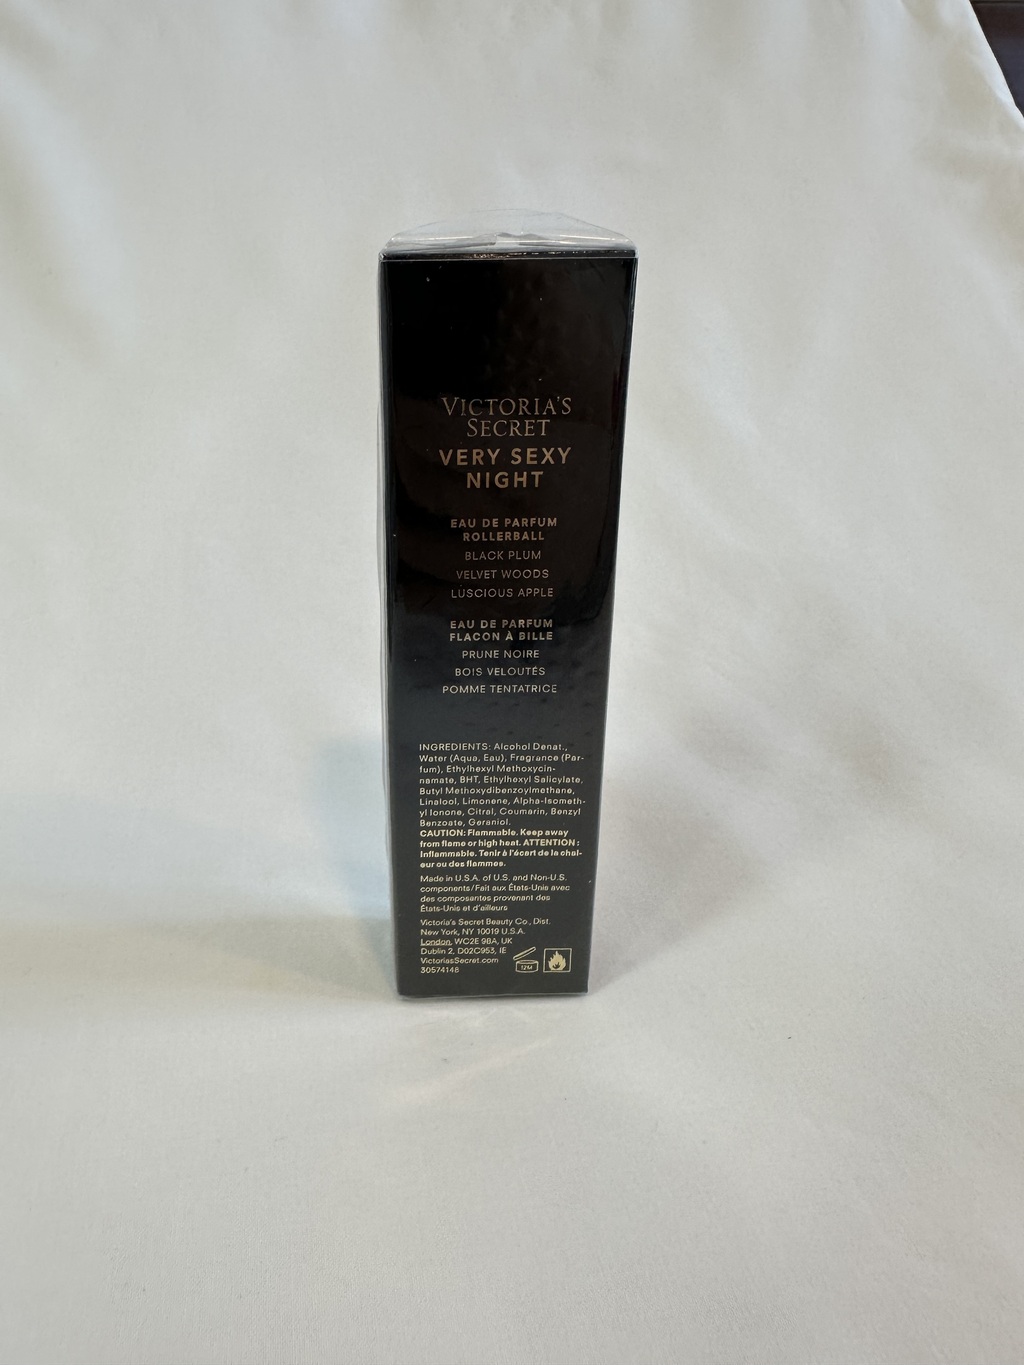 VICTORIA'S
SECRET
VERY SEXY
NIGHT
EAU DE PARFUM
ROLLERBALL
BLACK PLUM
VELVET WOODS
LUSCIOUS APPLE
EAU DE PARFUM
FLACON À BILLE
PRUNE NOIRE
BOIS VELOUTÉS
POMME TENTATRICE
INGREDIENTS: Alcohol Denat.,
Water (Aqua, Eau), Fragrance (Par-
fum), Ethylhexyl Methoxycin-
namate, BHT, Ethylhexyl Salicylate,
Butyl Methoxydibenzoylmethane,
Linalool, Limonene, Alpha-Isometh-
yl Ionone, Citral, Coumarin, Benzyl
Benzoate, Geraniol.
CAUTION: Flammable. Keep away
from flame or high heat. ATTENTION :
Inflammable. Tenir à l'écart de la chal-
eur ou des flammes.
Made in U.S.A. of U.S. and Non-U.S.
components/Fait aux États-Unis avec
des composantes provenant des
États-Unis et d'ailleurs
Victoria's Secret Beauty Co., Dist.
New York, NY 10019 U.S.A.
London, WC2E 9BA, UK
Dublin 2, D02C953, IE
VictoriasSecret.com
30574148
12M